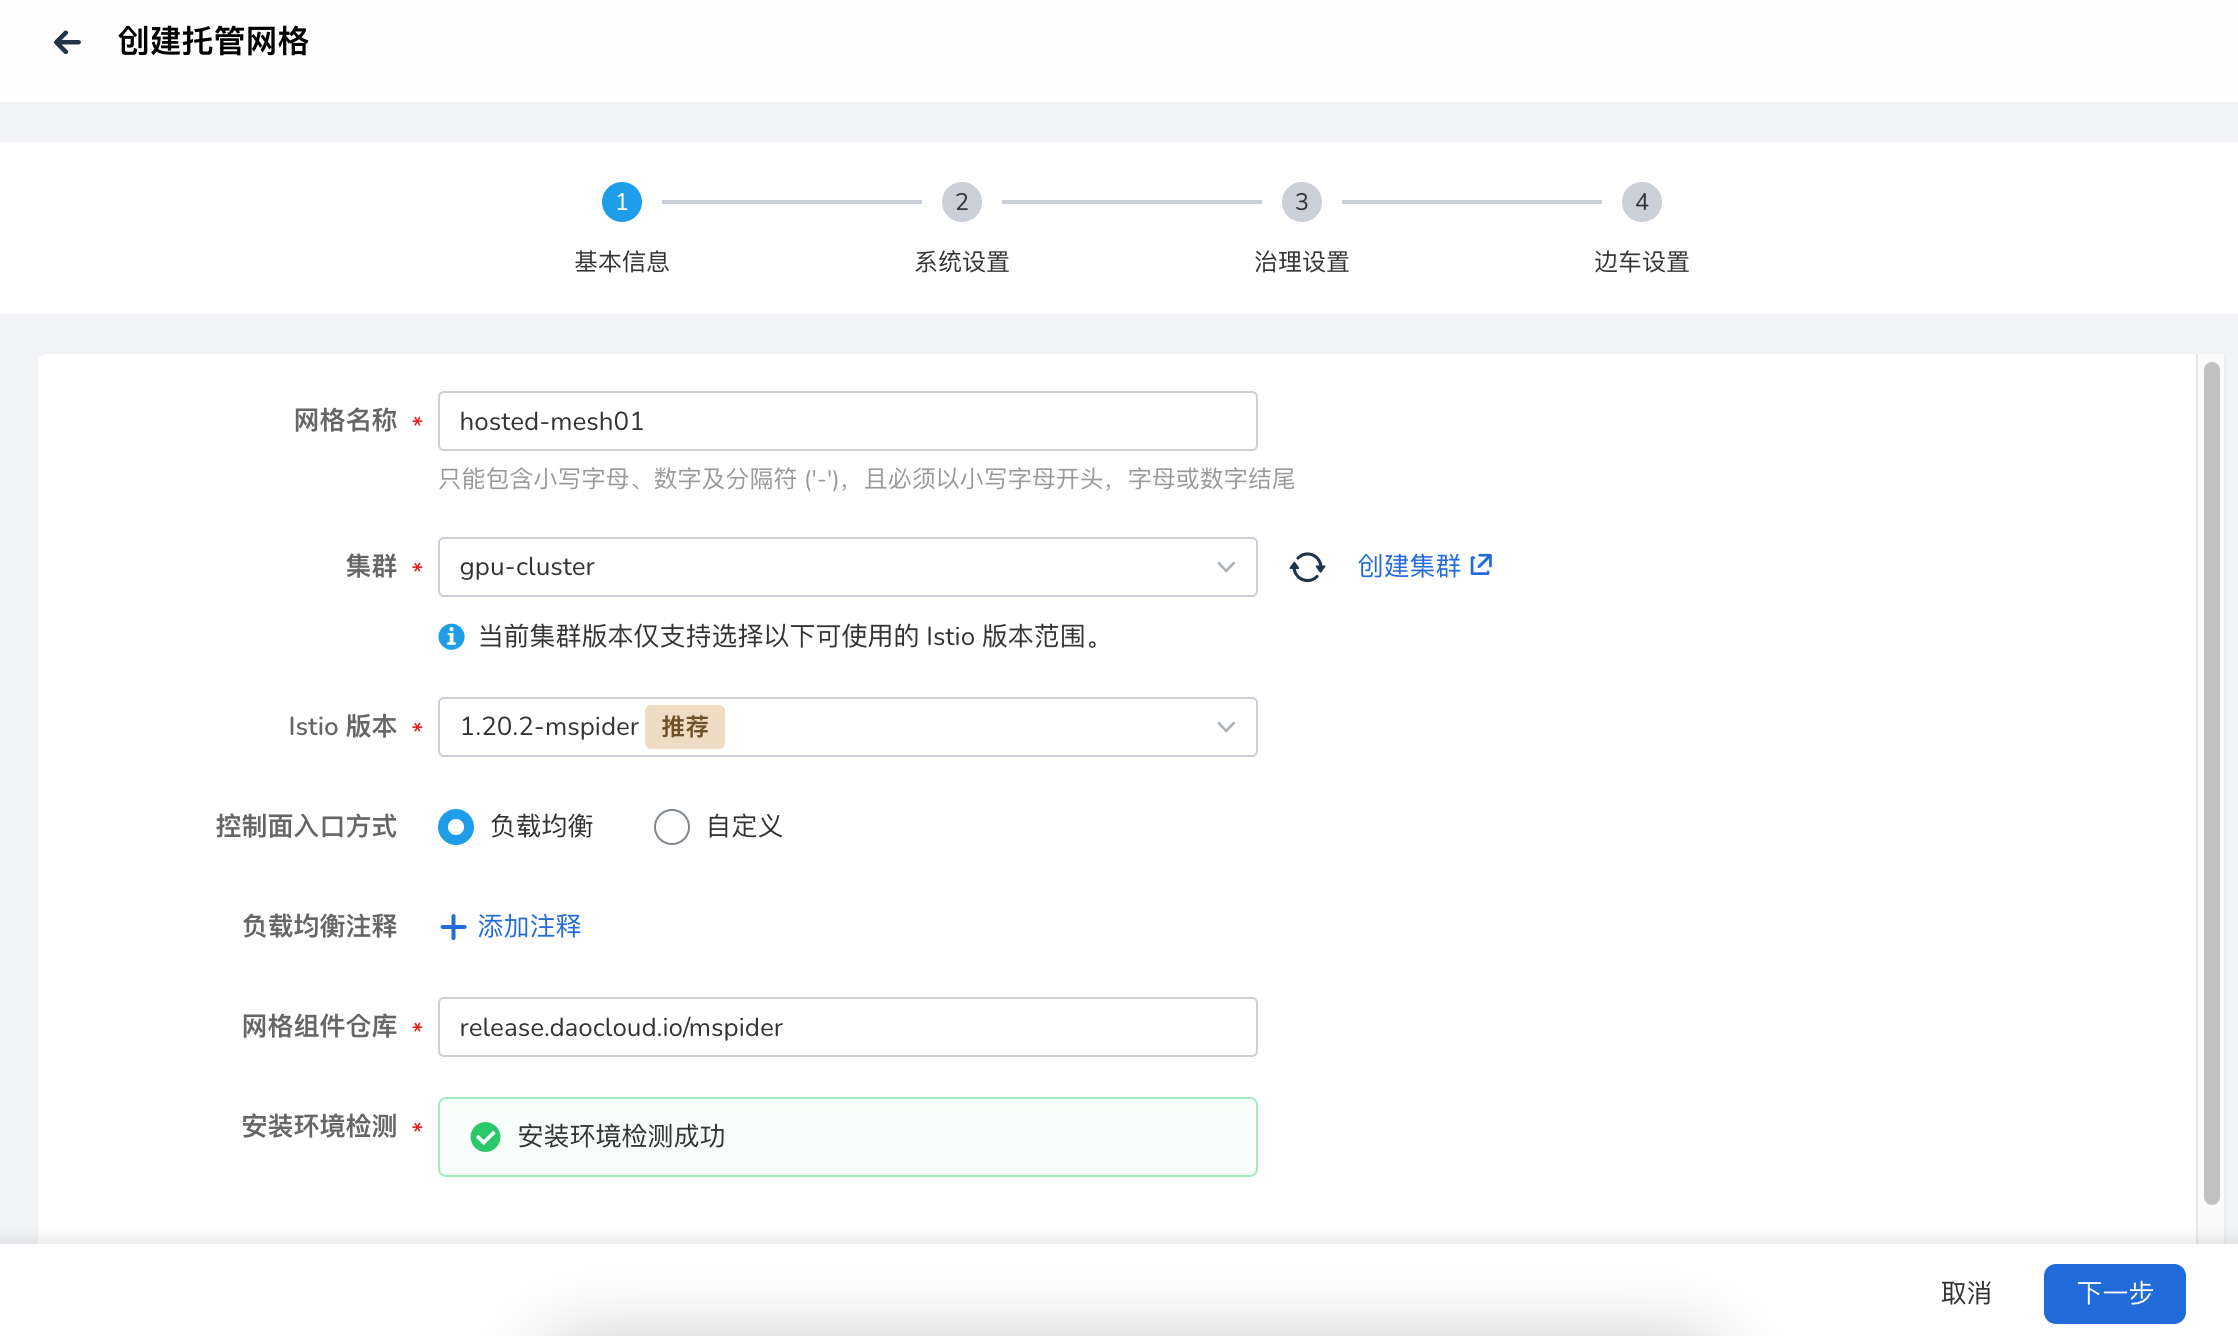 创建托管网格
1
2
3
4
基本信息
系统设置
治理设置
边车设置
网格名称 * hosted-mesh01
只能包含小写字母、数字及分隔符 ('-')，且必须以小写字母开头，字母或数字结尾
集群 * gpu-cluster 创建集群
当前集群版本仅支持选择以下可使用的 Istio 版本范围。
Istio 版本 * 1.20.2-mspider 推荐
控制面入口方式 负载均衡 自定义
负载均衡注释 添加注释
网格组件仓库 * release.daocloud.io/mspider
安装环境检测 * 安装环境检测成功
取消 下一步